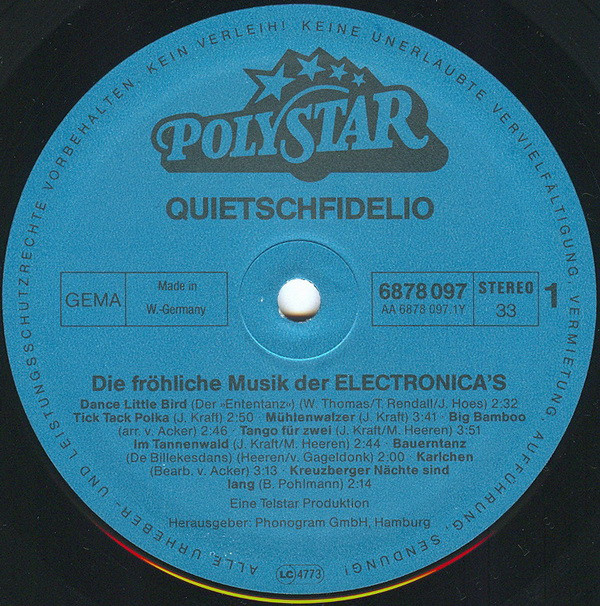 POLYSTAR
QUIETSCHFIDELIO
GEMA
Made in
W.-Germany
6878 097
AA 6878 097.1Y
STEREO
33
1
Die fröhliche Musik der ELECTRONICA'S
Dance Little Bird (Der »Ententanz«) (W. Thomas/T. Rendall/J. Hoes) 2:32
Tick Tack Polka (J. Kraft) 2:50 · Mühtenwalzer (J. Kraft) 3:41 · Big Bamboo
(arr. v. Acker) 2:46 · Tango für zwei (J. Kraft/M. Heeren) 3:51
Im Tannenwald (J. Kraft/M. Heeren) 2:44 · Bauerntanz
(De Billekesdans) (Heeren/v. Gageldonk) 2:00 · Karlchen
(Bearb. v. Acker) 3:13 · Kreuzberger Nächte sind
lang (B. Pohlmann) 2:14
Eine Telstar Produktion
Herausgeber: Phonogram GmbH, Hamburg
LC 4773
ALLE URHEBER- UND LEISTUNGSSCHUTZRECHTE VORBEHALTEN. KEIN VERLEIH! KEINE UNERLAUBTE VERVIELFÄLTIGUNG, VERMIETUNG, AUFFÜHRUNG, SENDUNG!